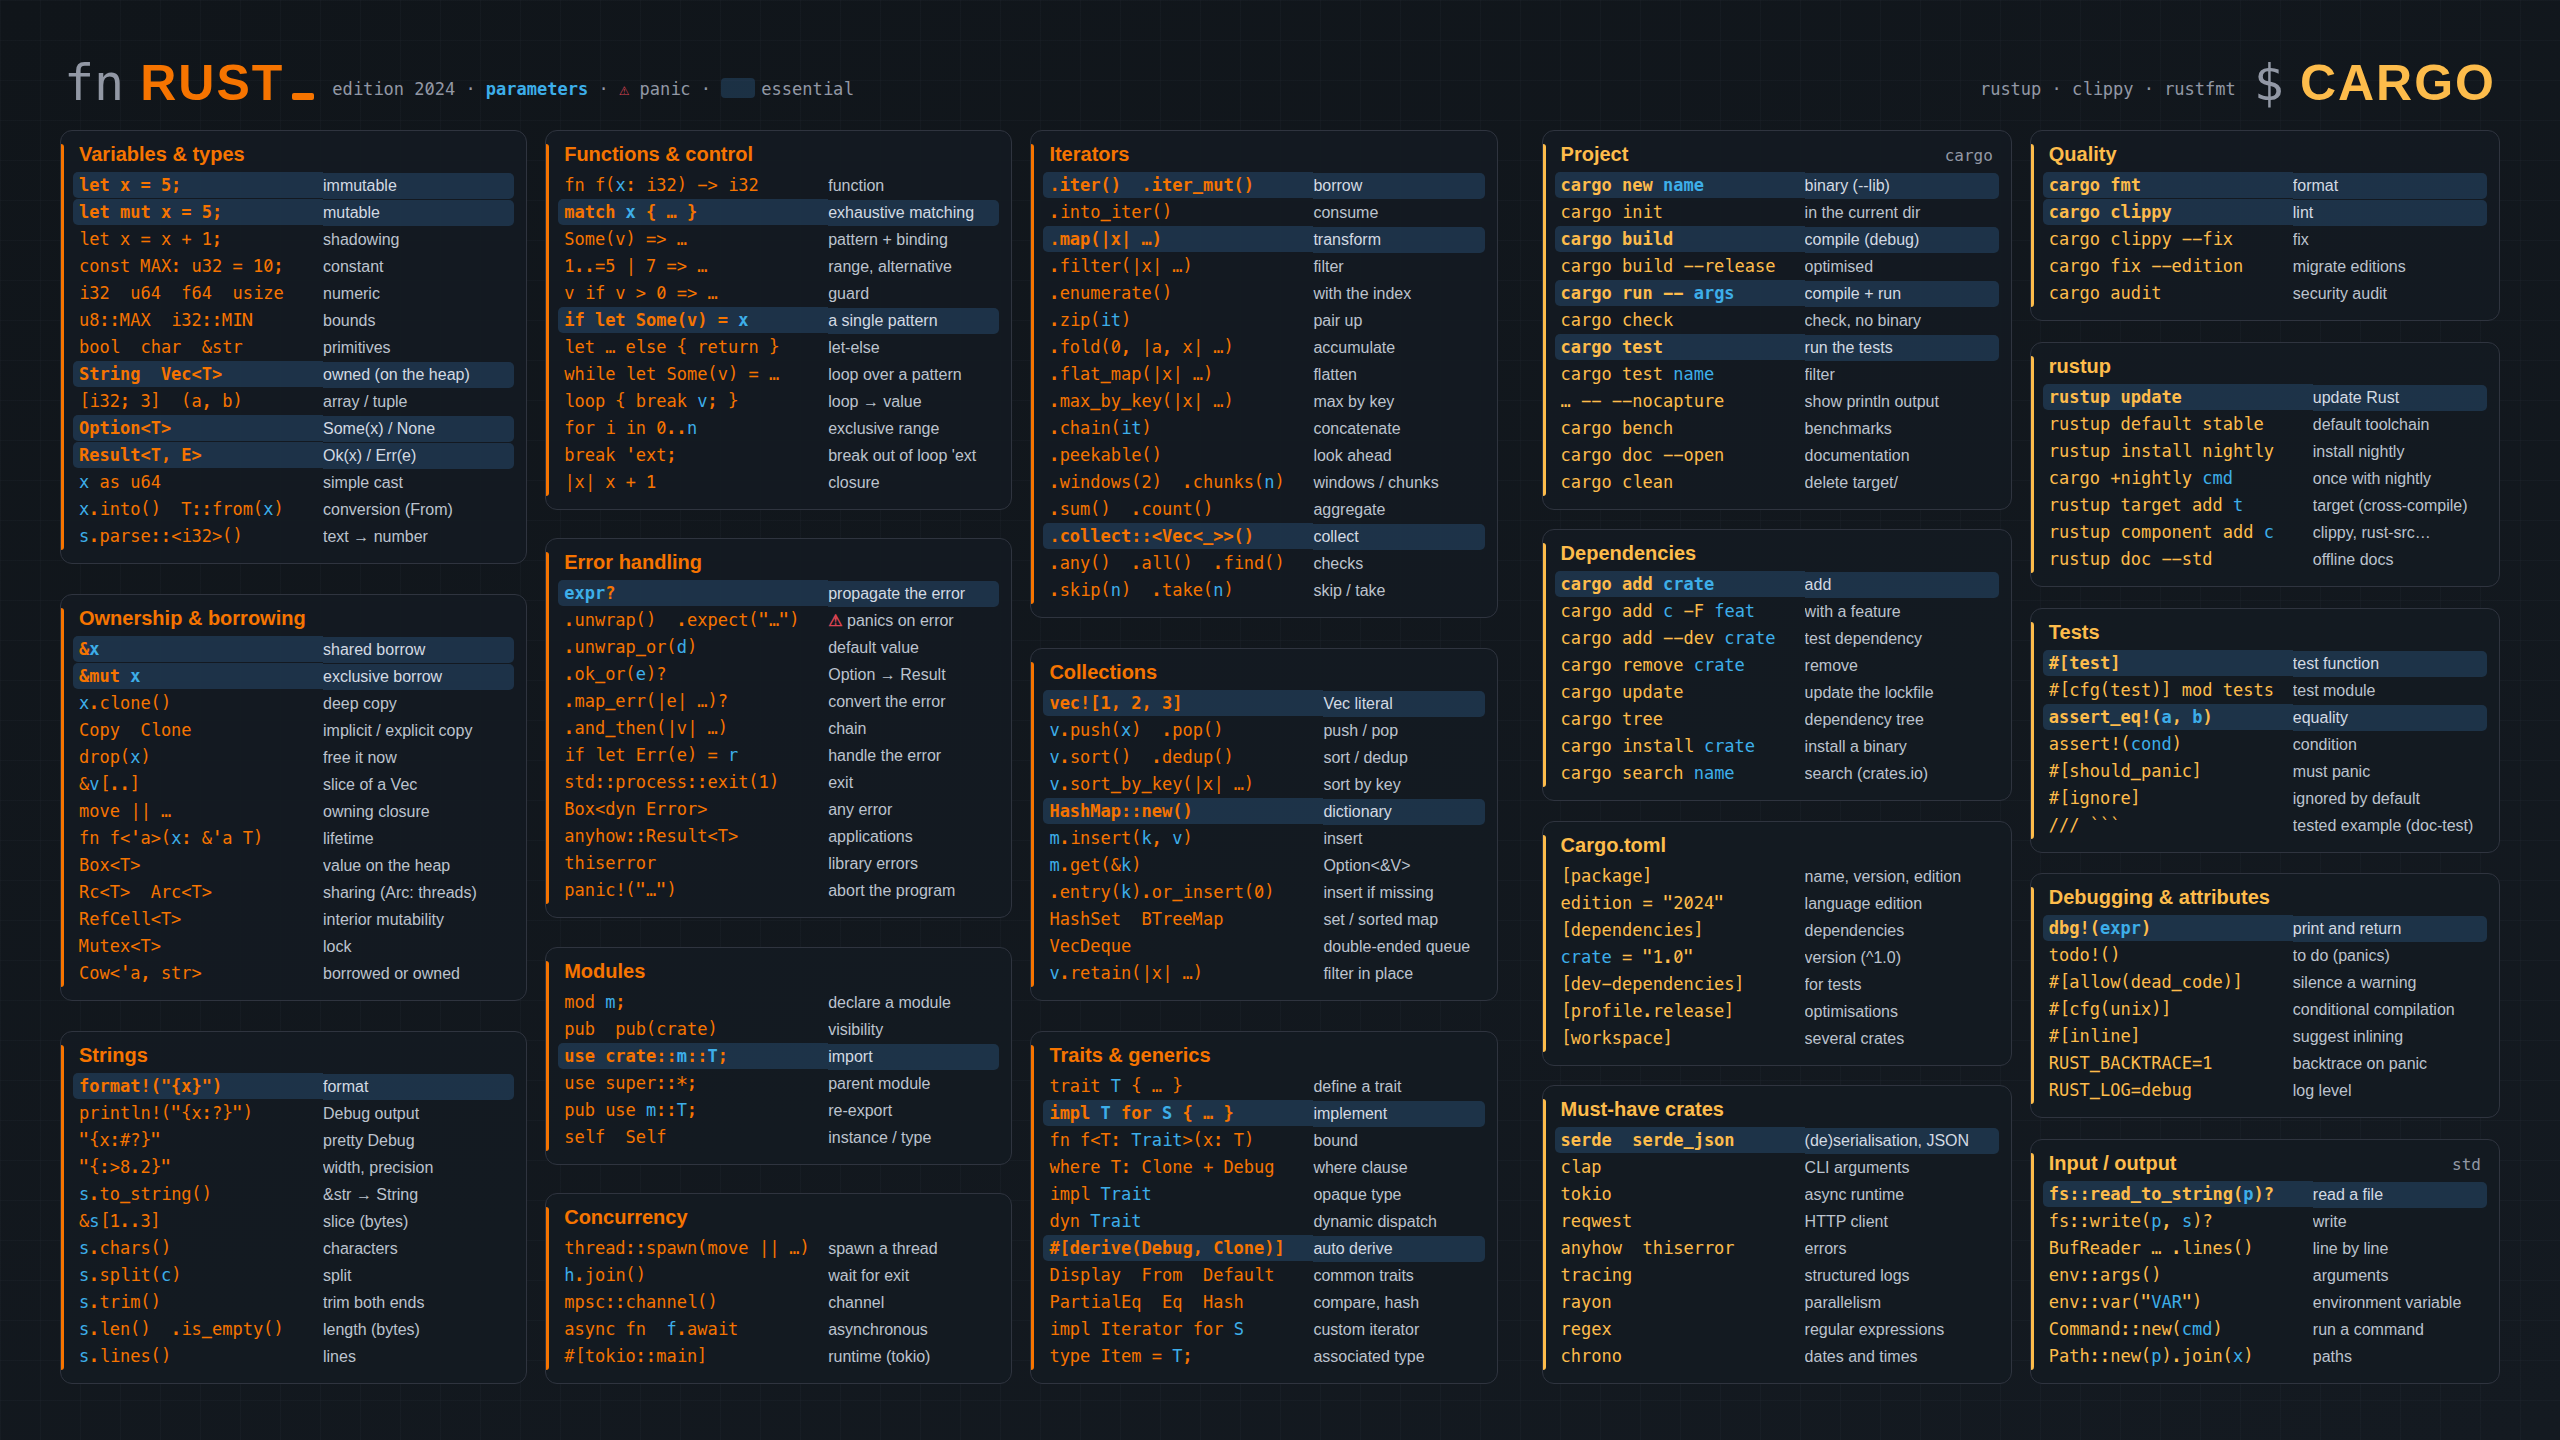 fn RUST_ edition 2024 · parameters · ⚠ panic · essential
rustup · clippy · rustfmt $ CARGO
Variables & types
let x = 5; immutable
let mut x = 5; mutable
let x = x + 1; shadowing
const MAX: u32 = 10; constant
i32 u64 f64 usize numeric
u8::MAX i32::MIN bounds
bool char &str primitives
String Vec<T> owned (on the heap)
[i32; 3] (a, b) array / tuple
Option<T> Some(x) / None
Result<T, E> Ok(x) / Err(e)
x as u64 simple cast
x.into() T::from(x) conversion (From)
s.parse::<i32>() text → number
Ownership & borrowing
&x shared borrow
&mut x exclusive borrow
x.clone() deep copy
Copy Clone implicit / explicit copy
drop(x) free it now
&v[..] slice of a Vec
move || … owning closure
fn f<'a>(x: &'a T) lifetime
Box<T> value on the heap
Rc<T> Arc<T> sharing (Arc: threads)
RefCell<T> interior mutability
Mutex<T> lock
Cow<'a, str> borrowed or owned
Strings
format!("{x}") format
println!("{x:?}") Debug output
"{x:#?}" pretty Debug
"{:>8.2}" width, precision
s.to_string() &str → String
&s[1..3] slice (bytes)
s.chars() characters
s.split(c) split
s.trim() trim both ends
s.len() .is_empty() length (bytes)
s.lines() lines
Functions & control
fn f(x: i32) -> i32 function
match x { … } exhaustive matching
Some(v) => … pattern + binding
1..=5 | 7 => … range, alternative
v if v > 0 => … guard
if let Some(v) = x a single pattern
let … else { return } let-else
while let Some(v) = … loop over a pattern
loop { break v; } loop → value
for i in 0..n exclusive range
break 'ext; break out of loop 'ext
|x| x + 1 closure
Error handling
expr? propagate the error
.unwrap() .expect("…") ⚠ panics on error
.unwrap_or(d) default value
.ok_or(e)? Option → Result
.map_err(|e| …)? convert the error
.and_then(|v| …) chain
if let Err(e) = r handle the error
std::process::exit(1) exit
Box<dyn Error> any error
anyhow::Result<T> applications
thiserror library errors
panic!("…") abort the program
Modules
mod m; declare a module
pub pub(crate) visibility
use crate::m::T; import
use super::*; parent module
pub use m::T; re-export
self Self instance / type
Concurrency
thread::spawn(move || …) spawn a thread
h.join() wait for exit
mpsc::channel() channel
async fn f.await asynchronous
#[tokio::main] runtime (tokio)
Iterators
.iter() .iter_mut() borrow
.into_iter() consume
.map(|x| …) transform
.filter(|x| …) filter
.enumerate() with the index
.zip(it) pair up
.fold(0, |a, x| …) accumulate
.flat_map(|x| …) flatten
.max_by_key(|x| …) max by key
.chain(it) concatenate
.peekable() look ahead
.windows(2) .chunks(n) windows / chunks
.sum() .count() aggregate
.collect::<Vec<_>>() collect
.any() .all() .find() checks
.skip(n) .take(n) skip / take
Collections
vec![1, 2, 3] Vec literal
v.push(x) .pop() push / pop
v.sort() .dedup() sort / dedup
v.sort_by_key(|x| …) sort by key
HashMap::new() dictionary
m.insert(k, v) insert
m.get(&k) Option<&V>
.entry(k).or_insert(0) insert if missing
HashSet BTreeMap set / sorted map
VecDeque double-ended queue
v.retain(|x| …) filter in place
Traits & generics
trait T { … } define a trait
impl T for S { … } implement
fn f<T: Trait>(x: T) bound
where T: Clone + Debug where clause
impl Trait opaque type
dyn Trait dynamic dispatch
#[derive(Debug, Clone)] auto derive
Display From Default common traits
PartialEq Eq Hash compare, hash
impl Iterator for S custom iterator
type Item = T; associated type
Project cargo
cargo new name binary (--lib)
cargo init in the current dir
cargo build compile (debug)
cargo build --release optimised
cargo run -- args compile + run
cargo check check, no binary
cargo test run the tests
cargo test name filter
… -- --nocapture show println output
cargo bench benchmarks
cargo doc --open documentation
cargo clean delete target/
Dependencies
cargo add crate add
cargo add c -F feat with a feature
cargo add --dev crate test dependency
cargo remove crate remove
cargo update update the lockfile
cargo tree dependency tree
cargo install crate install a binary
cargo search name search (crates.io)
Cargo.toml
[package] name, version, edition
edition = "2024" language edition
[dependencies] dependencies
crate = "1.0" version (^1.0)
[dev-dependencies] for tests
[profile.release] optimisations
[workspace] several crates
Must-have crates
serde serde_json (de)serialisation, JSON
clap CLI arguments
tokio async runtime
reqwest HTTP client
anyhow thiserror errors
tracing structured logs
rayon parallelism
regex regular expressions
chrono dates and times
Quality
cargo fmt format
cargo clippy lint
cargo clippy --fix fix
cargo fix --edition migrate editions
cargo audit security audit
rustup
rustup update update Rust
rustup default stable default toolchain
rustup install nightly install nightly
cargo +nightly cmd once with nightly
rustup target add t target (cross-compile)
rustup component add c clippy, rust-src…
rustup doc --std offline docs
Tests
#[test] test function
#[cfg(test)] mod tests test module
assert_eq!(a, b) equality
assert!(cond) condition
#[should_panic] must panic
#[ignore] ignored by default
/// ``` tested example (doc-test)
Debugging & attributes
dbg!(expr) print and return
todo!() to do (panics)
#[allow(dead_code)] silence a warning
#[cfg(unix)] conditional compilation
#[inline] suggest inlining
RUST_BACKTRACE=1 backtrace on panic
RUST_LOG=debug log level
Input / output std
fs::read_to_string(p)? read a file
fs::write(p, s)? write
BufReader … .lines() line by line
env::args() arguments
env::var("VAR") environment variable
Command::new(cmd) run a command
Path::new(p).join(x) paths